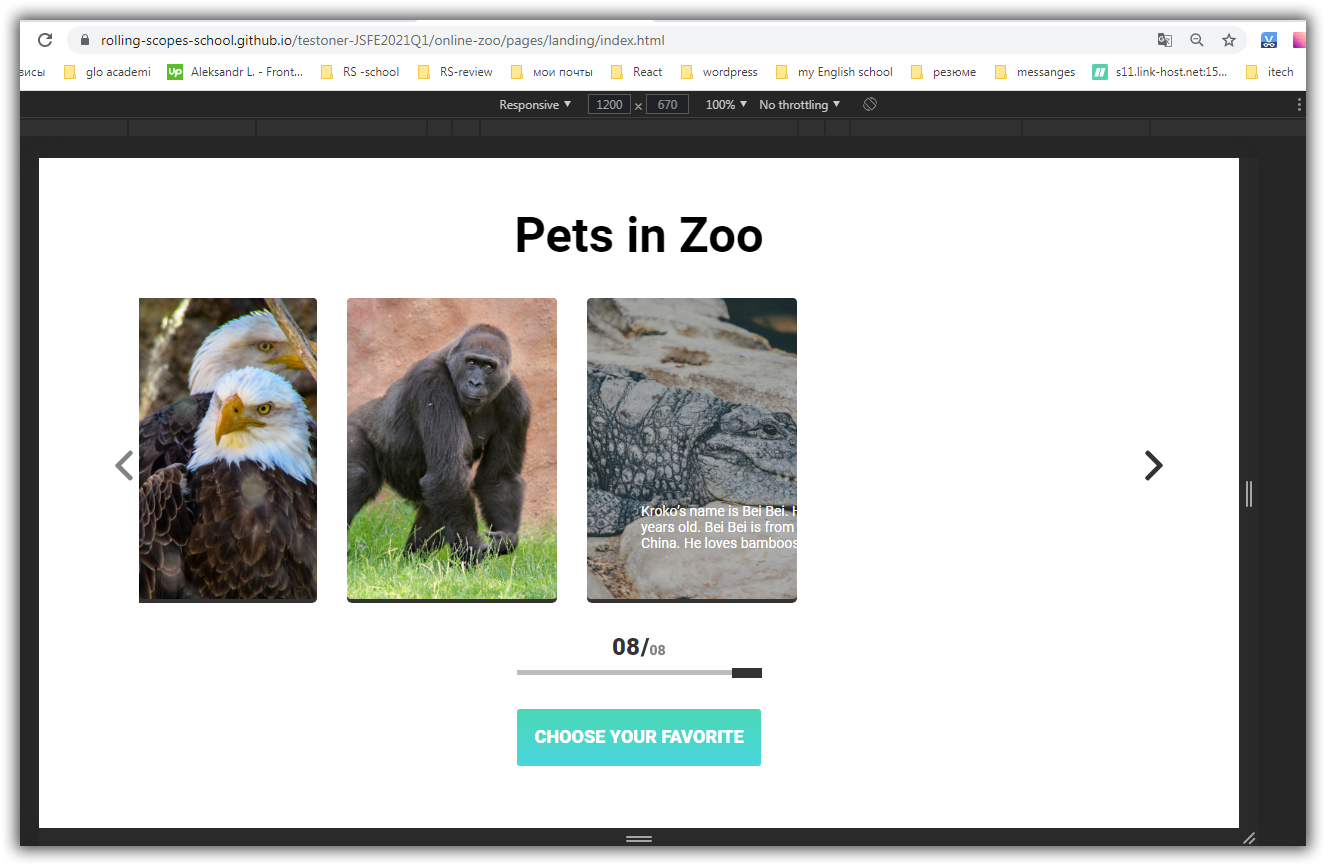 rolling-scopes-school.github.io/testoner-JSFE2021Q1/online-zoo/pages/landing/index.html
висы glo academi Up Aleksandr L. - Front... RS -school RS-review мои почты React wordpress my English school резюме messanges s11.link-host.net:15... itech
Responsive 1200 x 670 100% No throttling
Pets in Zoo
Kroko's name is Bei Bei. H
years old. Bei Bei is from
China. He loves bamboos
08/08
CHOOSE YOUR FAVORITE